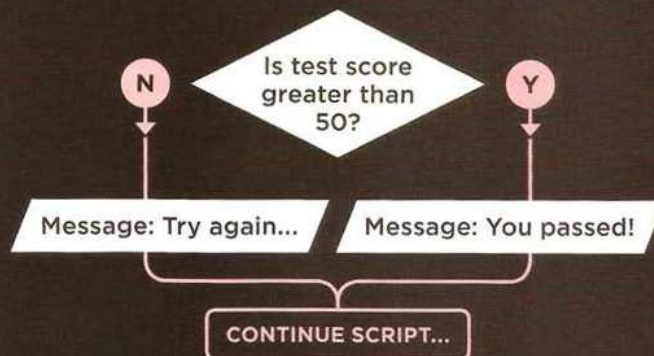 Is test score
greater than
50?
N
Y
Message: Try again...
Message: You passed!
CONTINUE SCRIPT...